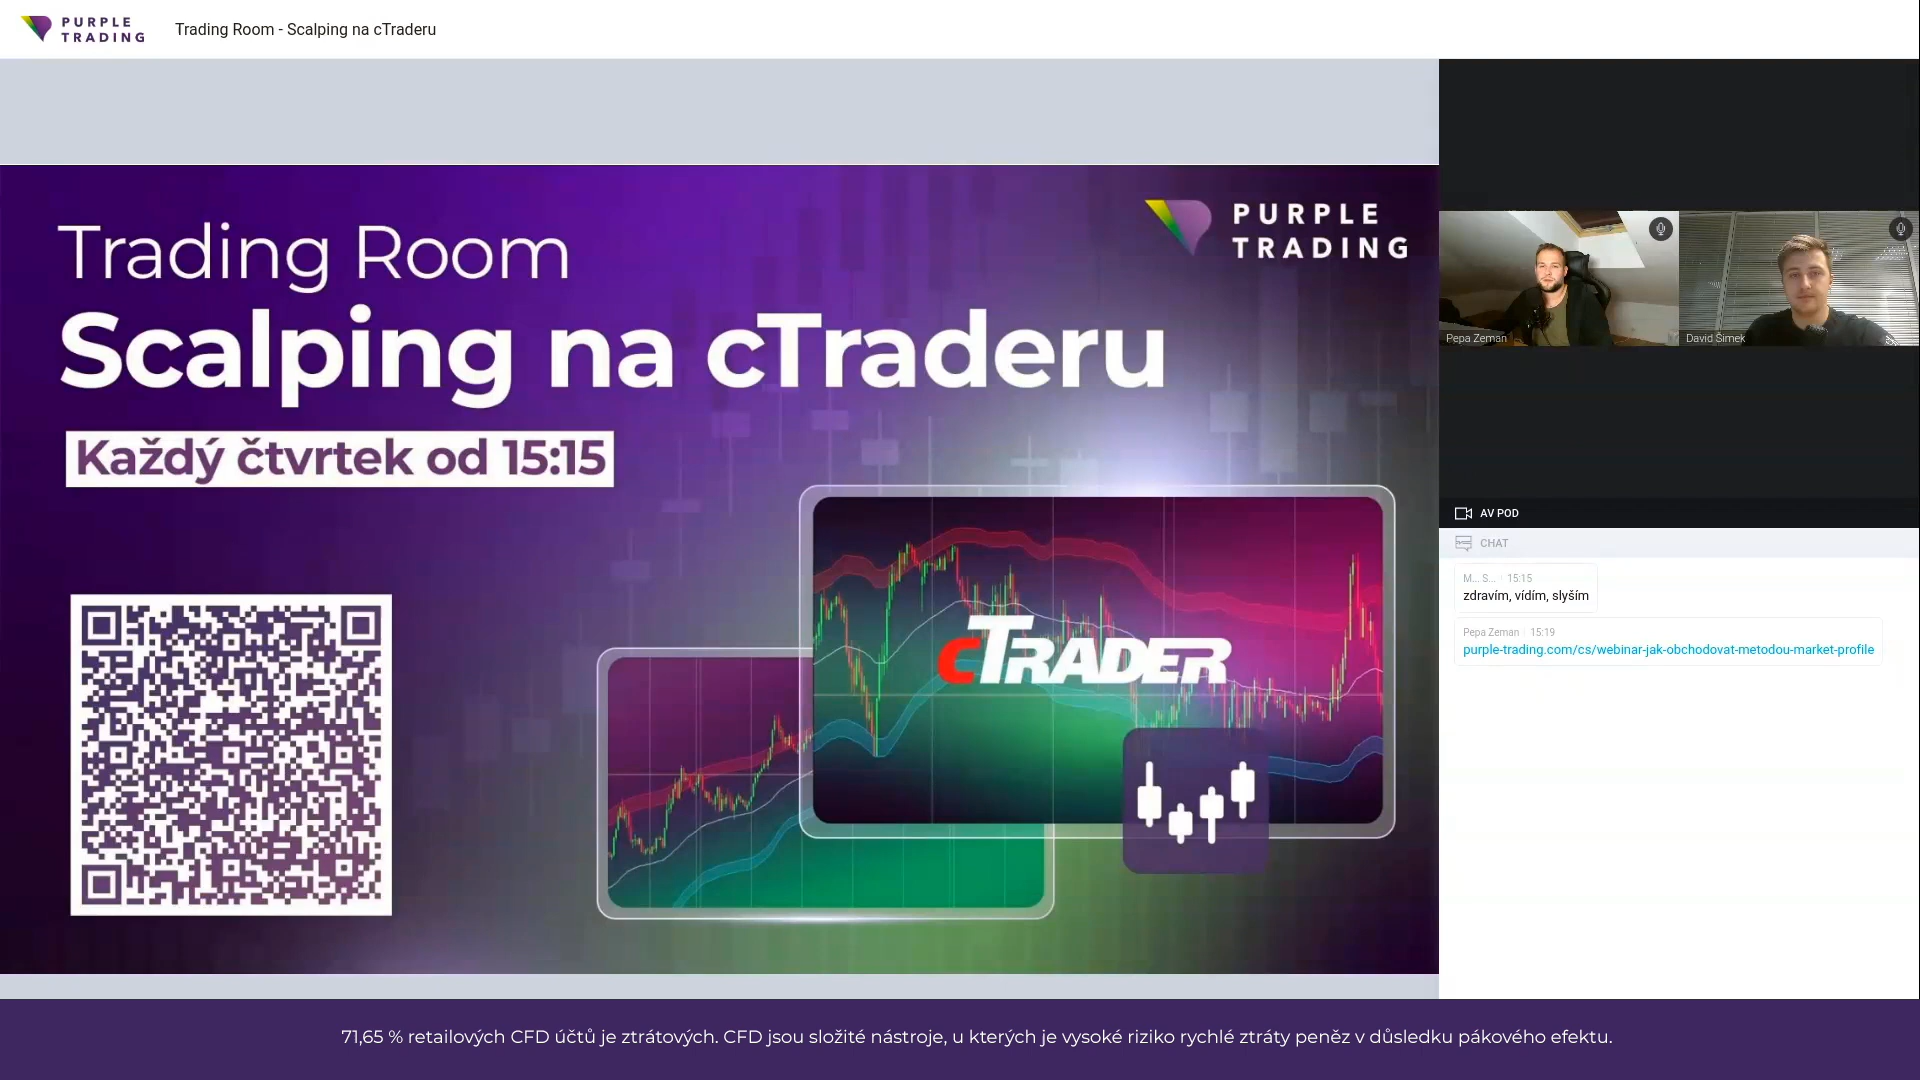 PURPLE
TRADING
Trading Room - Scalping na cTraderu
Trading Room
Scalping na cTraderu
Každý čtvrtek od 15:15
PURPLE
TRADING
cTRADER
Pepa Zeman
David Šimek
AV POD
CHAT
M... S... · 15:15
zdravím, vídím, slyším
Pepa Zeman · 15:19
purple-trading.com/cs/webinar-jak-obchodovat-metodou-market-profile
71,65 % retailových CFD účtů je ztrátových. CFD jsou složité nástroje, u kterých je vysoké riziko rychlé ztráty peněz v důsledku pákového efektu.